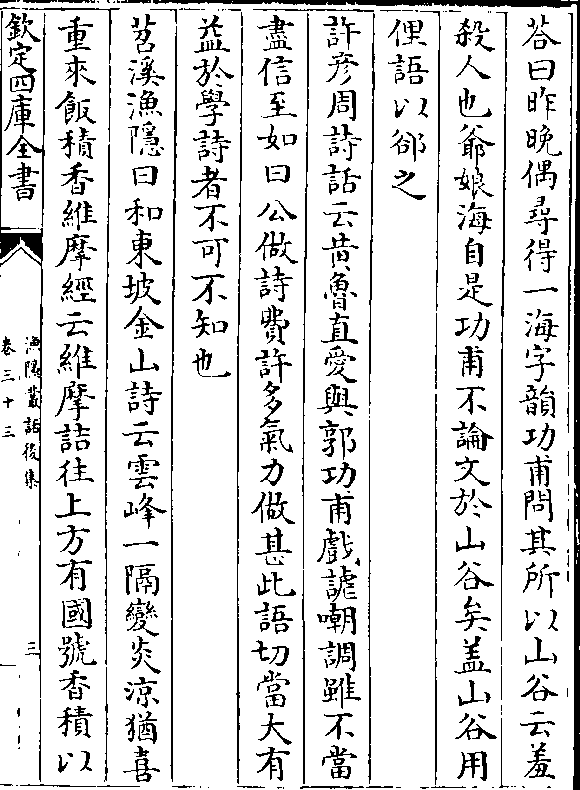 荅曰昨晚偶尋得一海字韻功甫問其所以山谷云羞
殺人也爺娘海自是功甫不論文於山谷矣盖山谷用
俚語以郤之
許彦周詩話云昔魯直愛與郭功甫戲謔嘲調雖不當
盡信至如曰公做詩費許多氣力做甚此語切當大有
益於學詩者不可不知也
苕溪漁隱曰和東坡金山詩云雲峰一隔變炎凉猶喜
重來飯積香維摩經云維摩詰往上方有國號香積以
欽定四庫全書
漁隱叢話後集
卷三十三
三